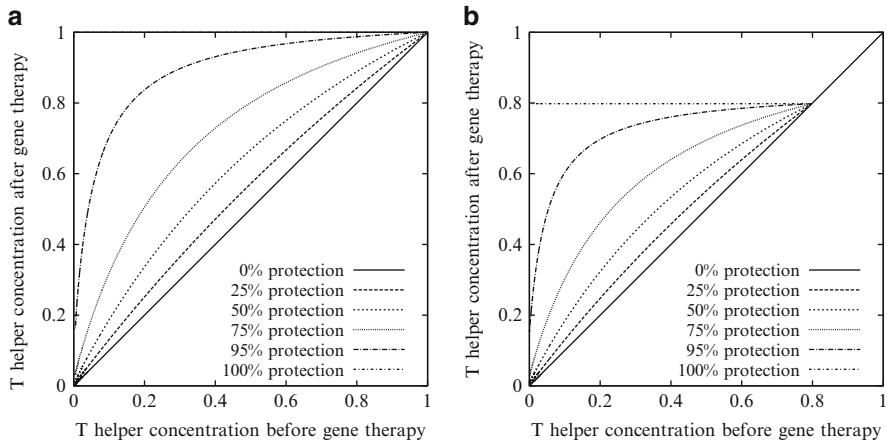 a
T helper concentration after gene therapy
1
0.8
0.6
0.4
0.2
0
0% protection
25% protection
50% protection
75% protection
95% protection
100% protection
0 0.2 0.4 0.6 0.8 1
T helper concentration before gene therapy
b
T helper concentration after gene therapy
1
0.8
0.6
0.4
0.2
0
0% protection
25% protection
50% protection
75% protection
95% protection
100% protection
0 0.2 0.4 0.6 0.8 1
T helper concentration before gene therapy